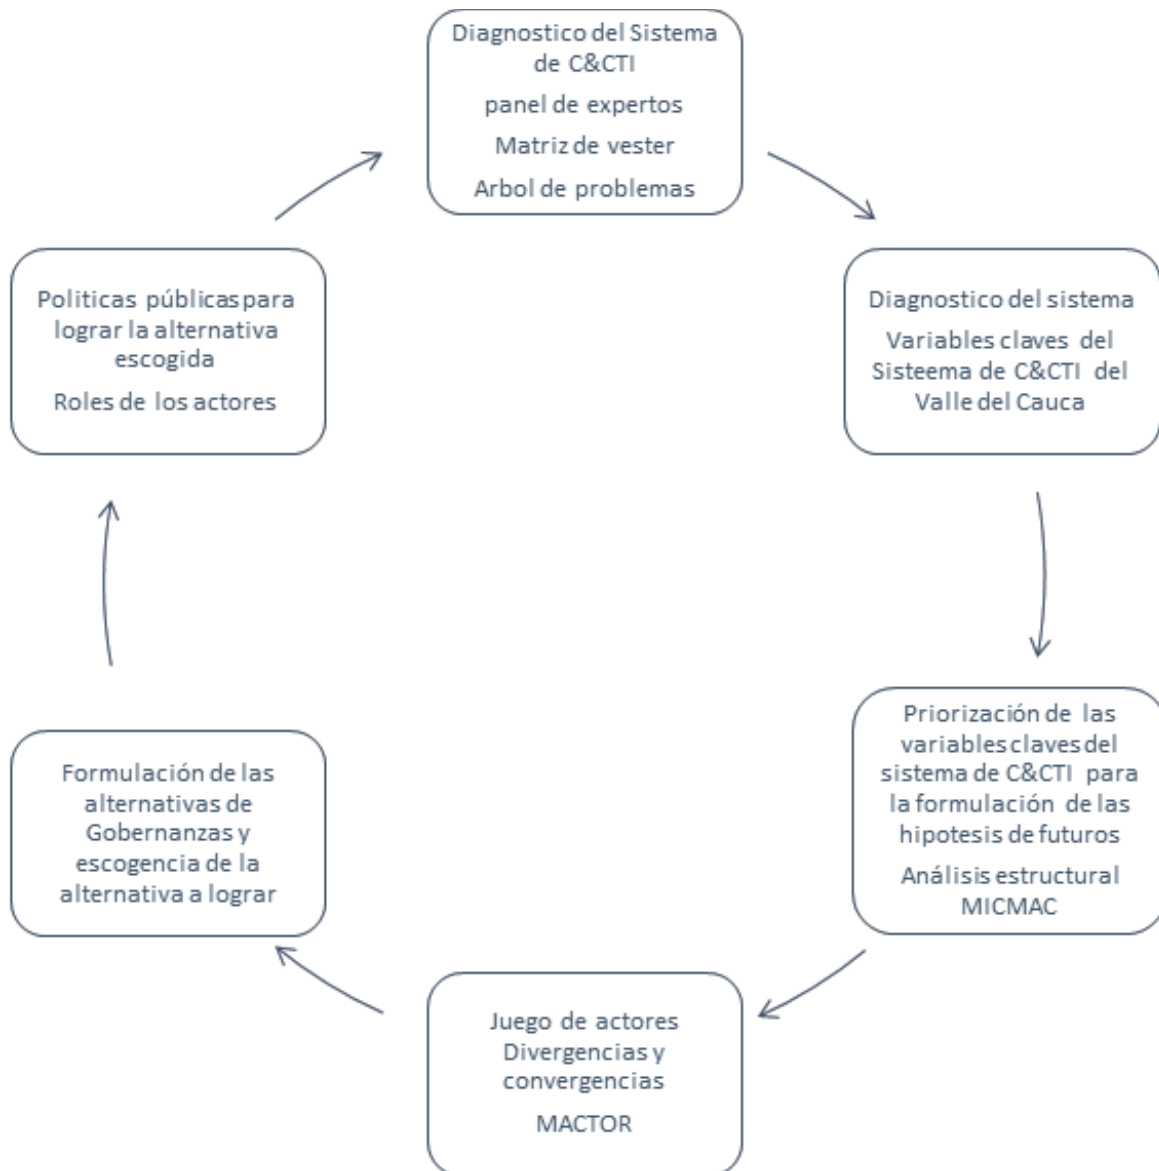 Diagnostico del Sistema
de C&CTI
panel de expertos
Matriz de vester
Arbol de problemas
Diagnostico del sistema
Variables claves del
Sisteema de C&CTI del
Valle del Cauca
Priorización de las
variables claves del
sistema de C&CTI para
la formulación de las
hipotesis de futuros
Análisis estructural
MICMAC
Juego de actores
Divergencias y
convergencias
MACTOR
Formulación de las
alternativas de
Gobernanzas y
escogencia de la
alternativa a lograr
Politicas públicas para
lograr la alternativa
escogida
Roles de los actores